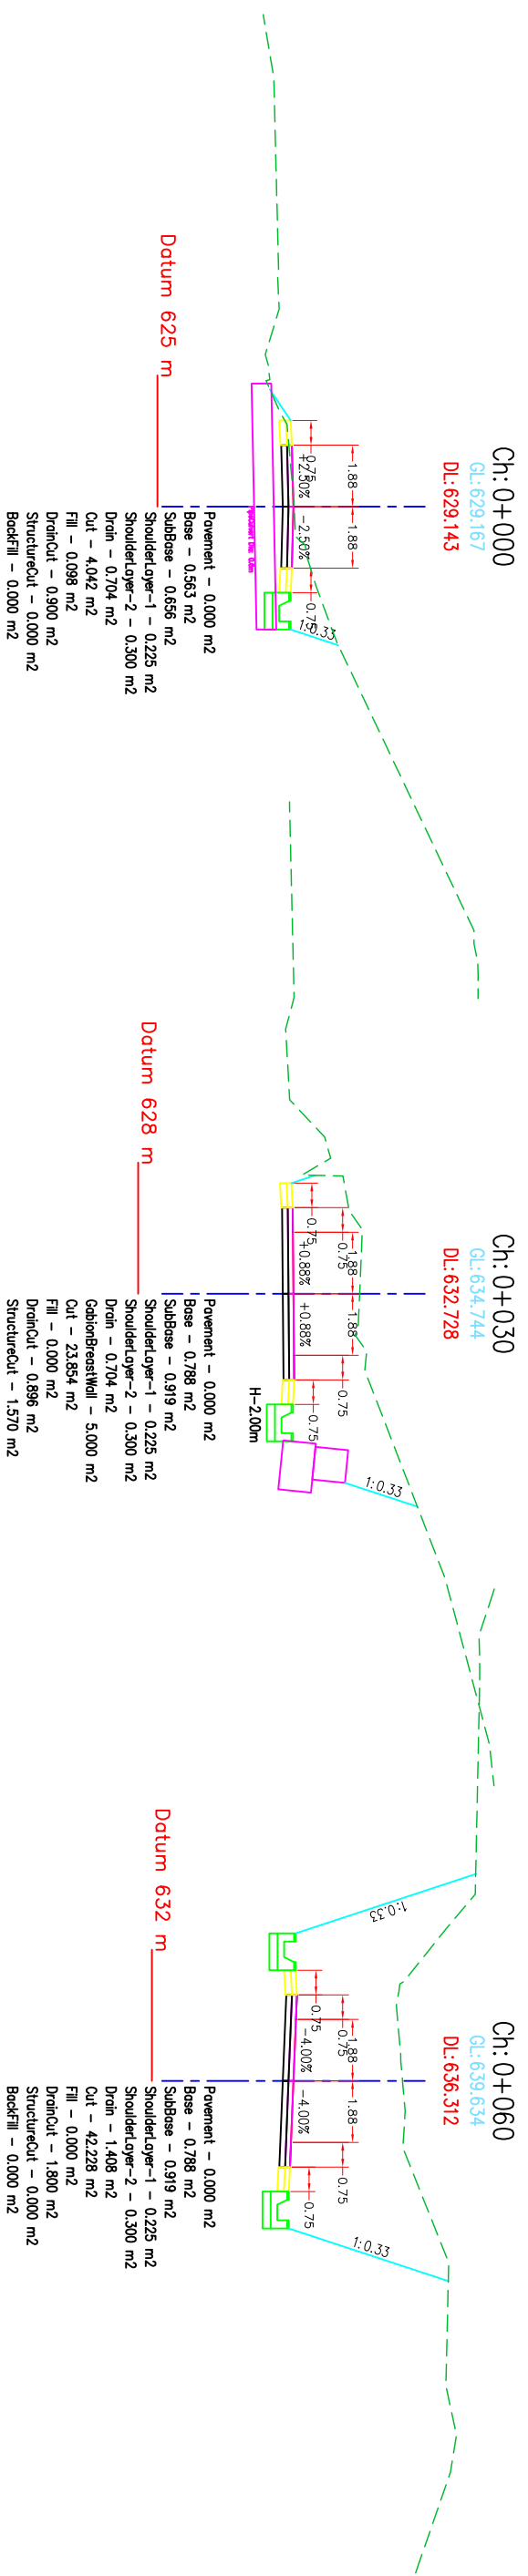 Ch: 0+000
GL: 629.167
DL: 629.143
1.88
1.88
0.75
0.75
+2.50%
-2.50%
1:0.33
Datum 625 m
Pavement - 0.000 m2
Base - 0.563 m2
SubBase - 0.656 m2
ShoulderLayer-1 - 0.225 m2
ShoulderLayer-2 - 0.300 m2
Drain - 0.704 m2
Cut - 4.042 m2
Fill - 0.098 m2
DrainCut - 0.900 m2
StructureCut - 0.000 m2
BackFill - 0.000 m2
Ch: 0+030
GL: 634.744
DL: 632.728
1.88
1.88
0.75
0.75
0.75
0.75
+0.88%
+0.88%
1:0.33
H-2.00m
Datum 628 m
Pavement - 0.000 m2
Base - 0.788 m2
SubBase - 0.919 m2
ShoulderLayer-1 - 0.225 m2
ShoulderLayer-2 - 0.300 m2
Drain - 0.704 m2
GabionBreastWall - 5.000 m2
Cut - 23.854 m2
Fill - 0.000 m2
DrainCut - 0.896 m2
StructureCut - 1.570 m2
Ch: 0+060
GL: 639.634
DL: 636.312
1:0.33
1.88
1.88
0.75
0.75
0.75
0.75
-4.00%
-4.00%
1:0.33
Datum 632 m
Pavement - 0.000 m2
Base - 0.788 m2
SubBase - 0.919 m2
ShoulderLayer-1 - 0.225 m2
ShoulderLayer-2 - 0.300 m2
Drain - 1.408 m2
Cut - 42.228 m2
Fill - 0.000 m2
DrainCut - 1.800 m2
StructureCut - 0.000 m2
BackFill - 0.000 m2